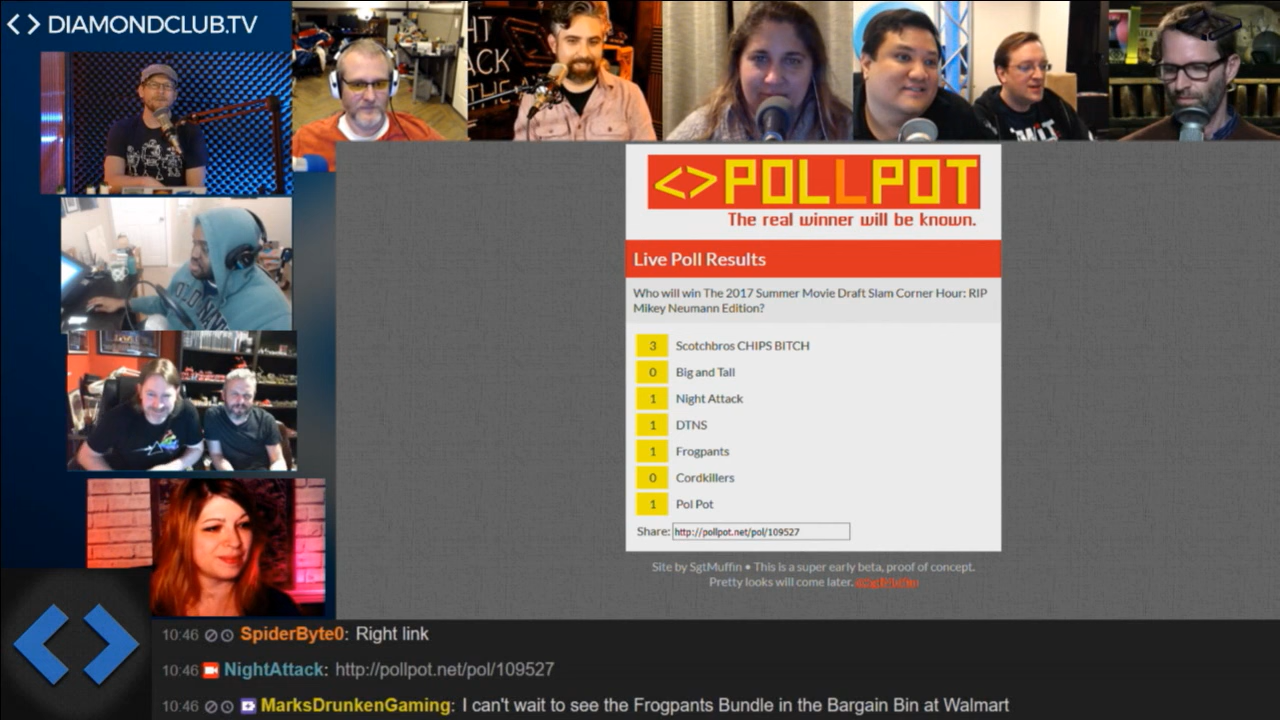 <> DIAMONDCLUB.TV
<>POLLPOT
The real winner will be known.
Live Poll Results
Who will win The 2017 Summer Movie Draft Slam Corner Hour: RIP
Mikey Neumann Edition?
3 Scotchbros CHIPS BITCH
0 Big and Tall
1 Night Attack
1 DTNS
1 Frogpants
0 Cordkillers
1 Pol Pot
Share: http://pollpot.net/pol/109527
Site by SgtMuffin • This is a super early beta, proof of concept.
Pretty looks will come later.
10:46 SpiderByte0: Right link
10:46 NightAttack: http://pollpot.net/pol/109527
10:46 MarksDrunkenGaming: I can't wait to see the Frogpants Bundle in the Bargain Bin at Walmart